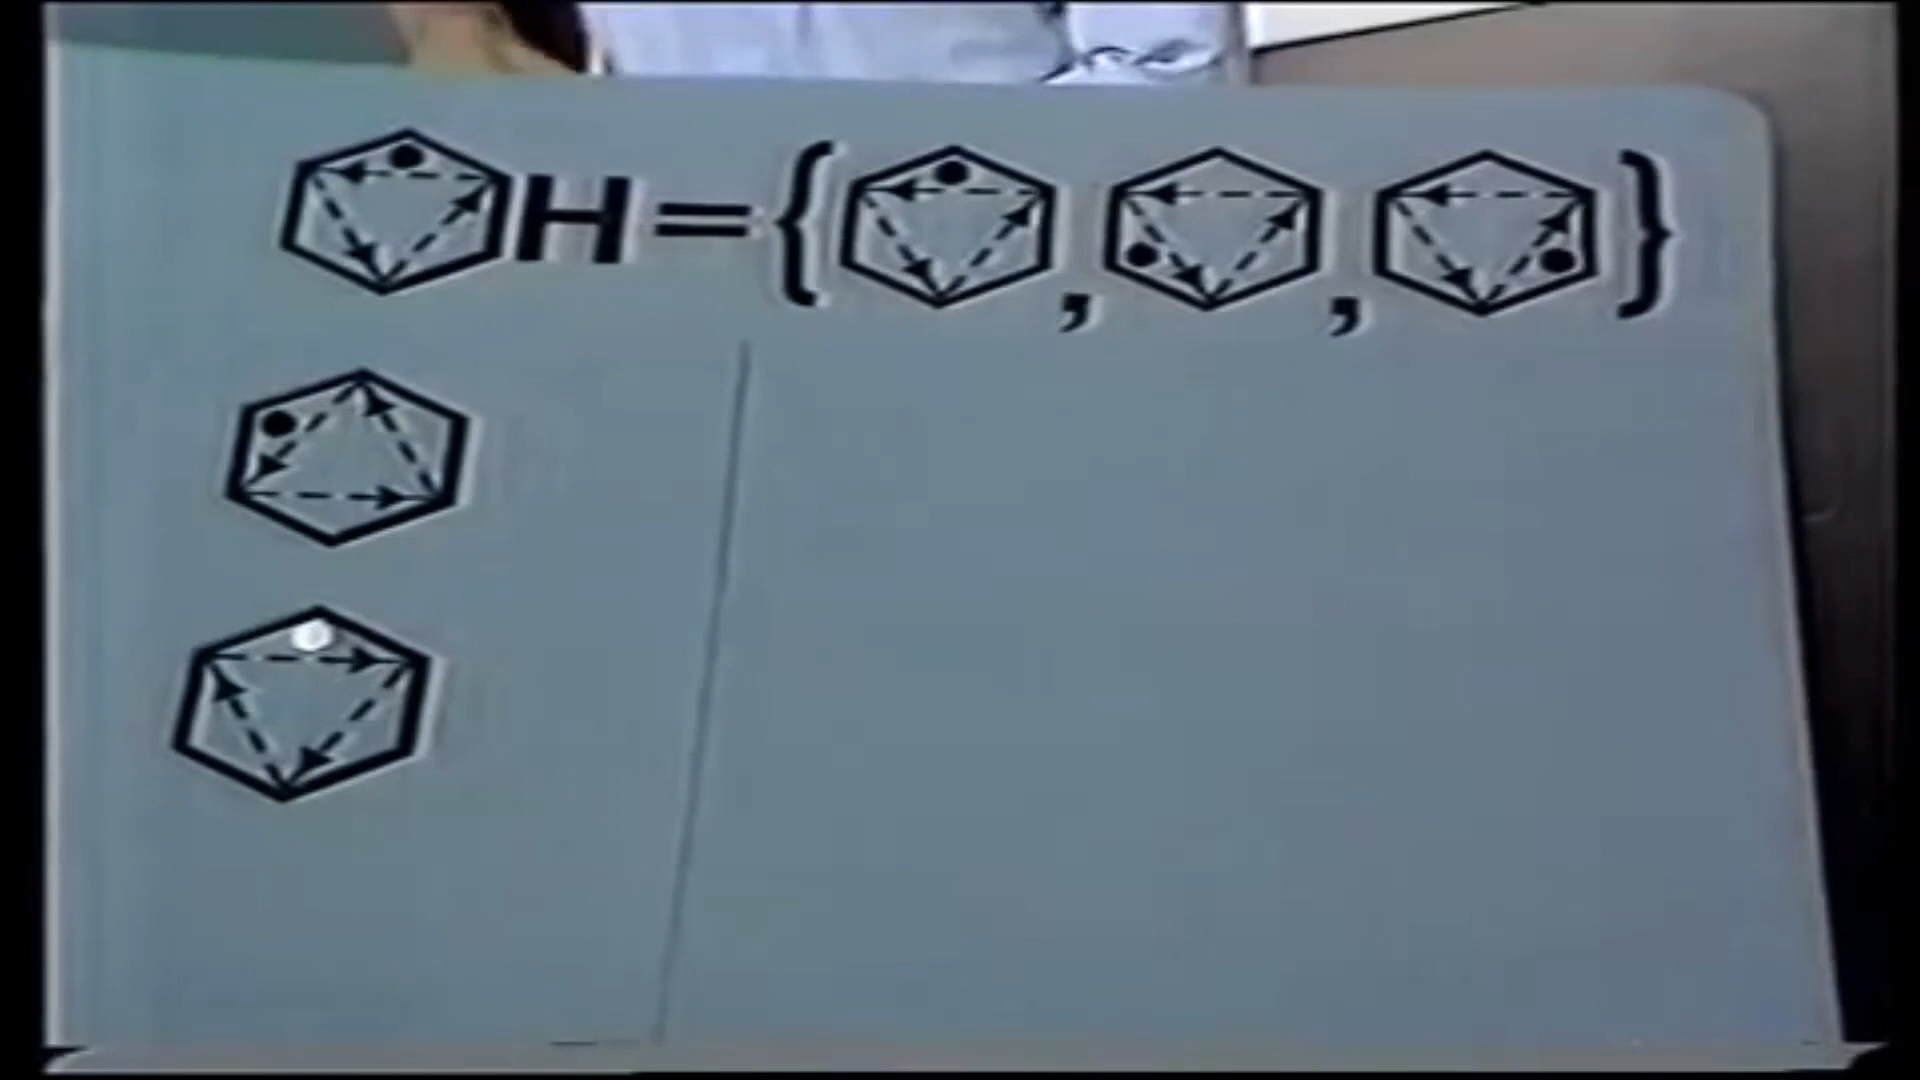 H = { , , }